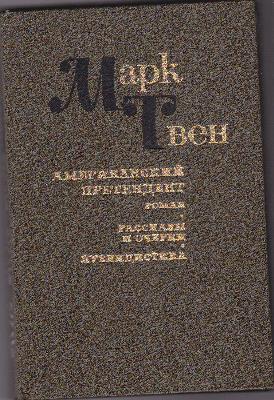 Марк
Твен
АМЕРИКАНСКИЙ
ПРЕТЕНДЕНТ
РОМАН
РАССКАЗЫ
И ОЧЕРКИ
ПУБЛИЦИСТИКА